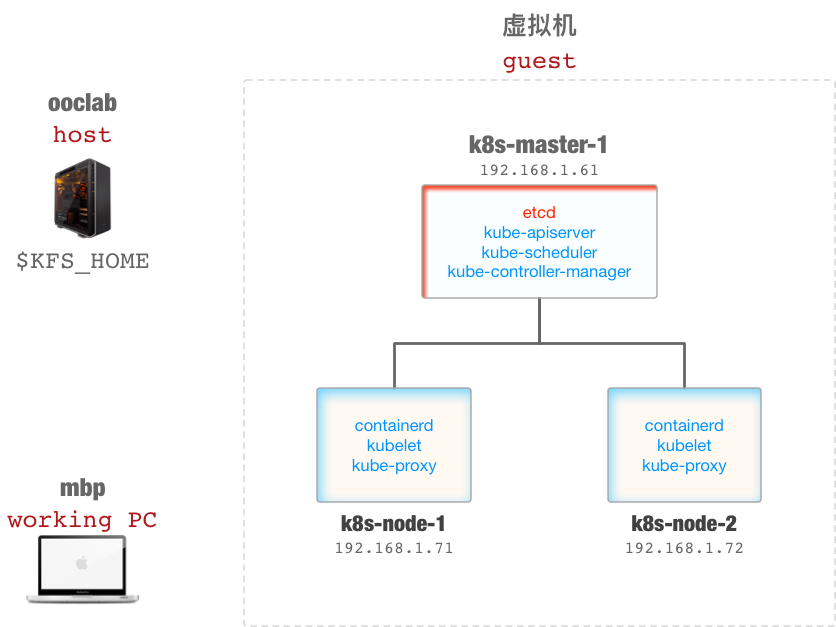 虚拟机
guest
ooclab
host
$KFS_HOME
k8s-master-1
192.168.1.61
etcd
kube-apiserver
kube-scheduler
kube-controller-manager
containerd
kubelet
kube-proxy
k8s-node-1
192.168.1.71
containerd
kubelet
kube-proxy
k8s-node-2
192.168.1.72
mbp
working PC